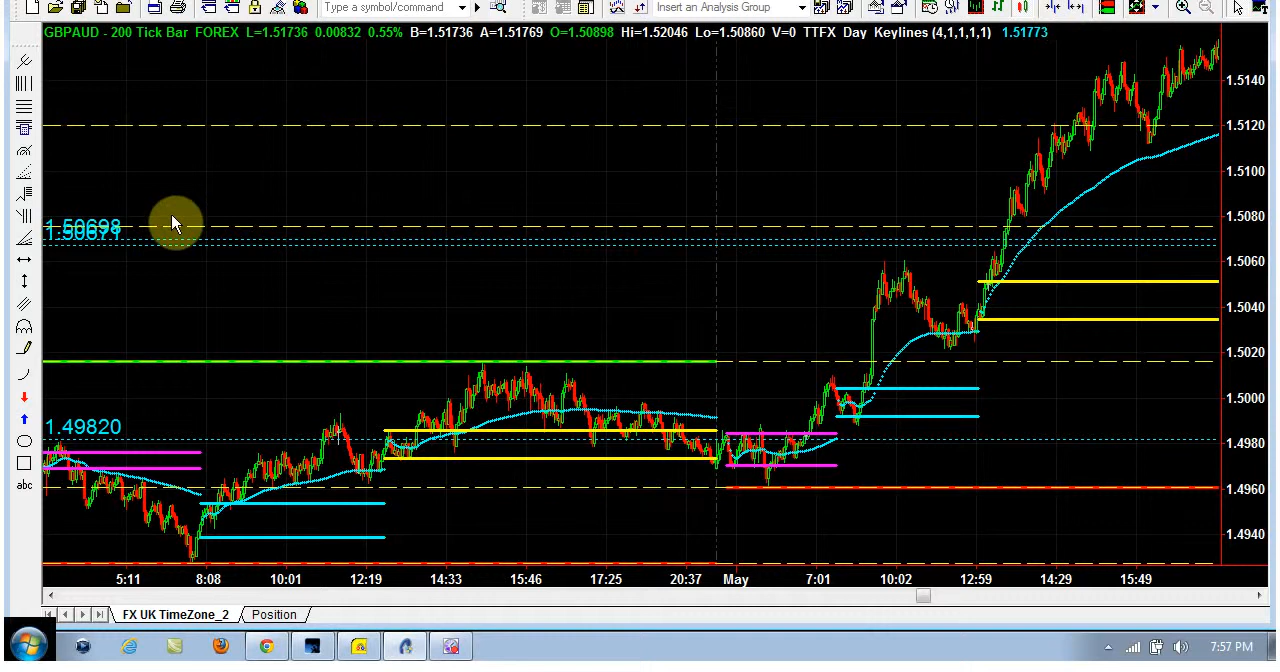 Type a symbol/command
Insert an Analysis Group
GBPAUD - 200 Tick Bar FOREX L=1.51736 0.00832 0.55% B=1.51736 A=1.51769 O=1.50898 Hi=1.52046 Lo=1.50860 V=0 TTFX Day Keylines (4,1,1,1,1) 1.51773
1.5140
1.5120
1.5100
1.50698
1.50671
1.5080
1.5060
1.5040
1.5020
1.5000
1.49820
1.4980
1.4960
1.4940
abc
5:11 8:08 10:01 12:19 14:33 15:46 17:25 20:37 May 7:01 10:02 12:59 14:29 15:49
FX UK TimeZone_2 Position
7:57 PM